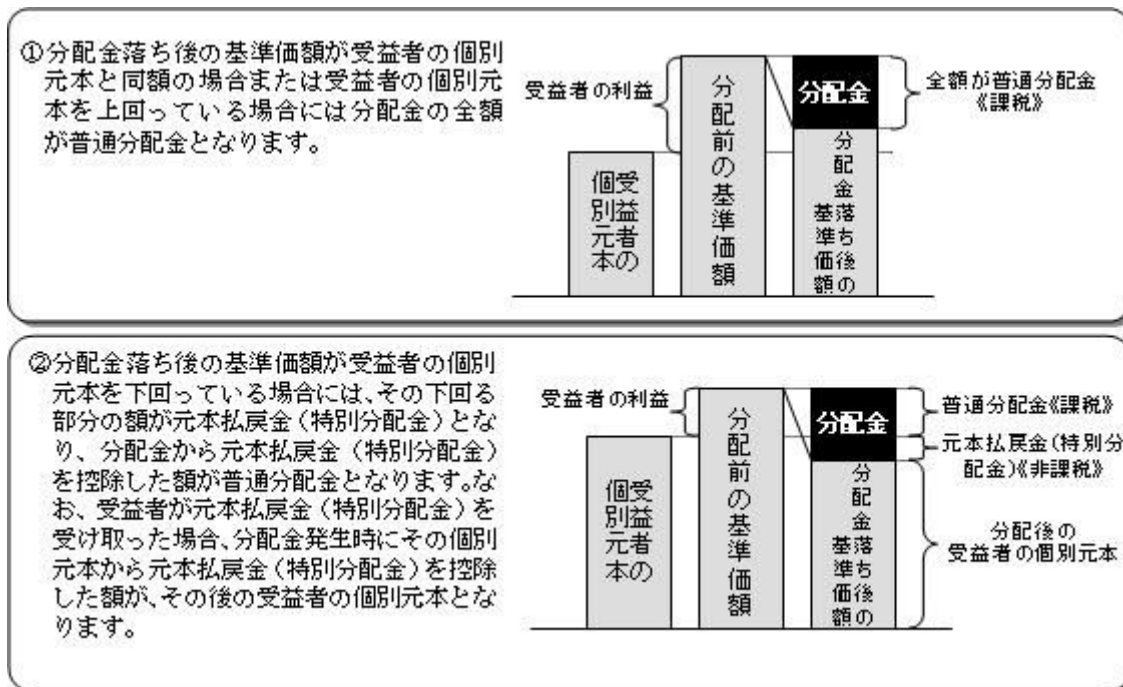 ①分配金落ち後の基準価額が受益者の個別
元本と同額の場合または受益者の個別元
本を上回っている場合には分配金の全額
が普通分配金となります。
受益者の利益
受益者の
個別元本
分配前の基準価額
分配金
分配金落ち後の
基準価額
全額が普通分配金
《課税》
②分配金落ち後の基準価額が受益者の個別
元本を下回っている場合には、その下回る
部分の額が元本払戻金（特別分配金）とな
り、分配金から元本払戻金（特別分配金）
を控除した額が普通分配金となります。な
お、受益者が元本払戻金（特別分配金）を
受け取った場合、分配金発生時にその個別
元本から元本払戻金（特別分配金）を控除
した額が、その後の受益者の個別元本とな
ります。
受益者の利益
受益者の
個別元本
分配前の基準価額
分配金
分配金落ち後の
基準価額
普通分配金《課税》
元本払戻金（特別分
配金）《非課税》
分配後の
受益者の個別元本